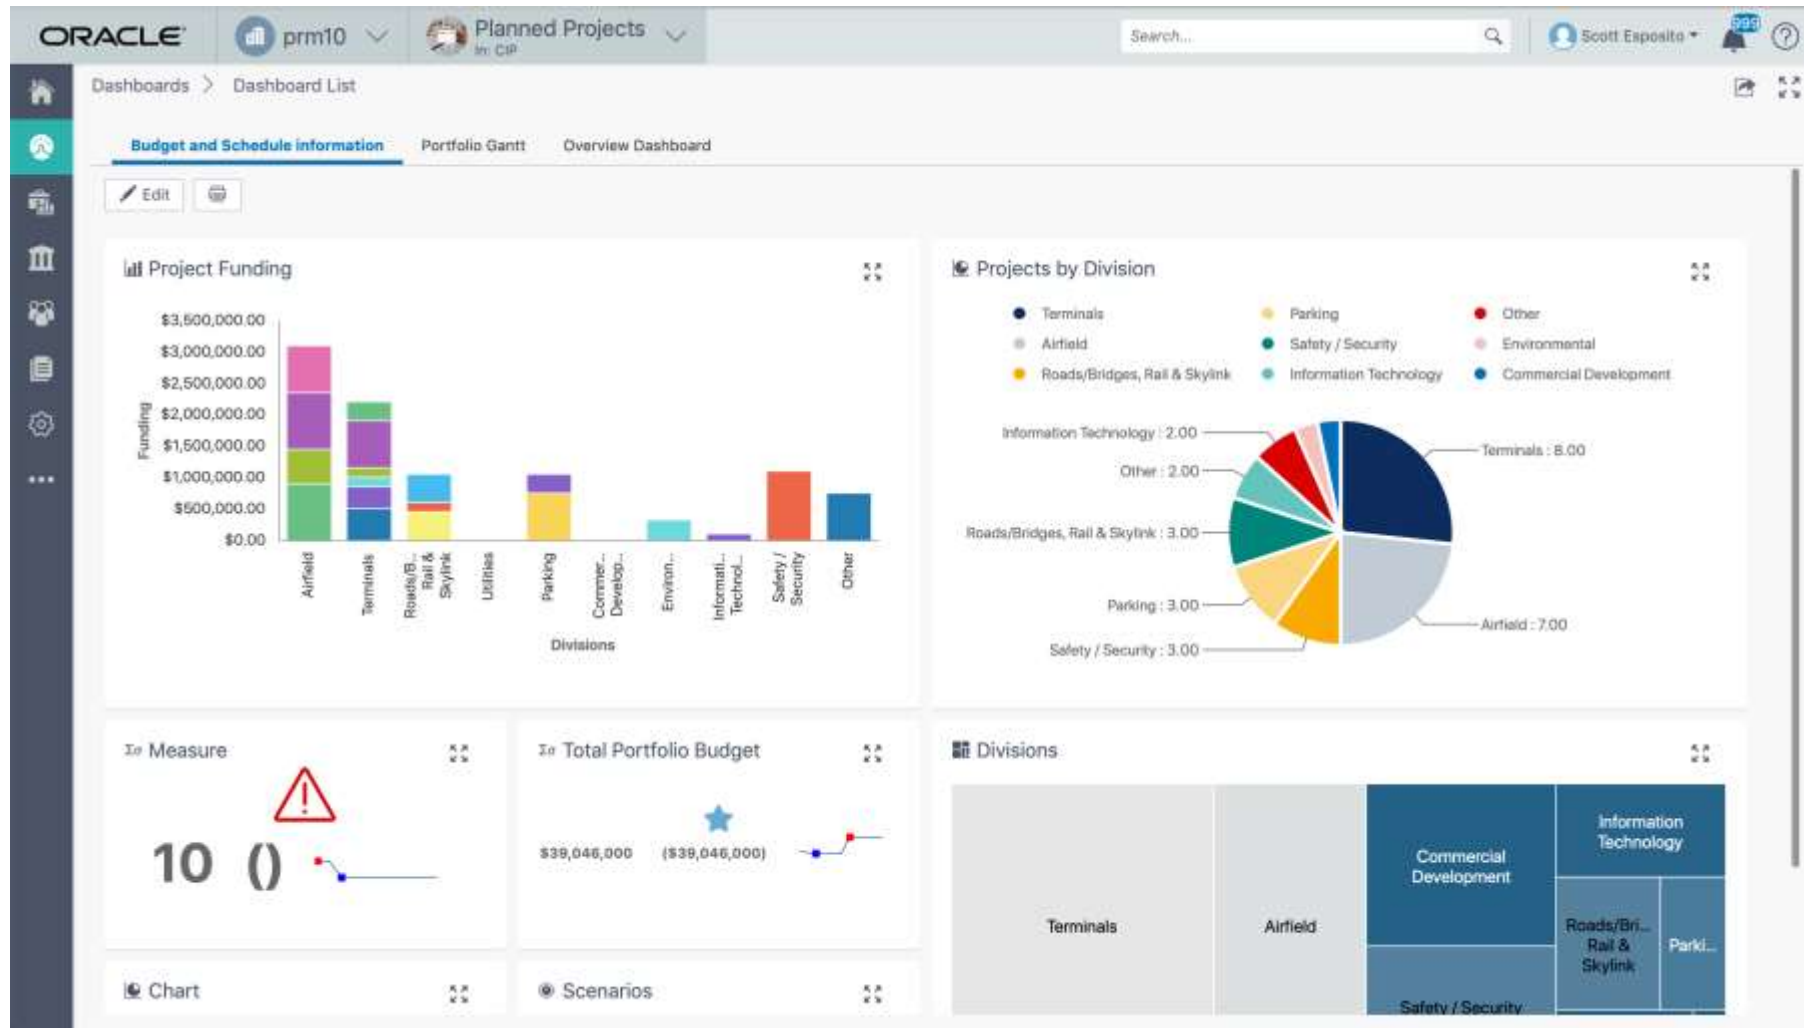 ORACLE
prm10
Planned Projects
In: CIP
Search...
Scott Esposito
999
Dashboards > Dashboard List
Budget and Schedule information
Portfolio Gantt
Overview Dashboard
Edit
Project Funding
$3,500,000.00
$3,000,000.00
$2,500,000.00
$2,000,000.00
$1,500,000.00
$1,000,000.00
$500,000.00
$0.00
Funding
Airfield
Terminals
Roads/B...
Rail &
Skylink
Utilities
Parking
Commer...
Develop...
Environ...
Informati...
Technol...
Safety /
Security
Other
Divisions
Projects by Division
Terminals
Parking
Other
Airfield
Safety / Security
Environmental
Roads/Bridges, Rail & Skylink
Information Technology
Commercial Development
Information Technology : 2.00
Terminals : 8.00
Other : 2.00
Roads/Bridges, Rail & Skylink : 3.00
Parking : 3.00
Airfield : 7.00
Safety / Security : 3.00
Σσ Measure
10 ()
Σσ Total Portfolio Budget
$39,046,000 ($39,046,000)
Divisions
Terminals
Airfield
Commercial
Development
Information
Technology
Roads/Bri...
Rail &
Skylink
Parki...
Safety / Security
Chart
Scenarios